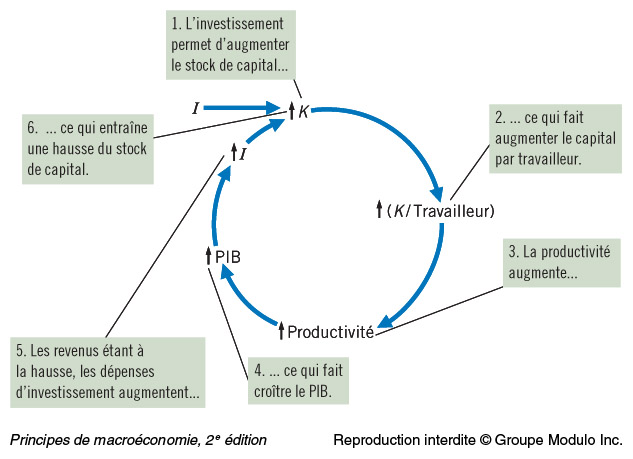 1. L’investissement
permet d’augmenter
le stock de capital...
I
K
6. ... ce qui entraîne
une hausse du stock
de capital.
2. ... ce qui fait
augmenter le capital
par travailleur.
I
(K/Travailleur)
3. La productivité
augmente...
PIB
Productivité
5. Les revenus étant à
la hausse, les dépenses
d’investissement augmentent...
4. ... ce qui fait
croître le PIB.
Principes de macroéconomie, 2e édition
Reproduction interdite © Groupe Modulo Inc.